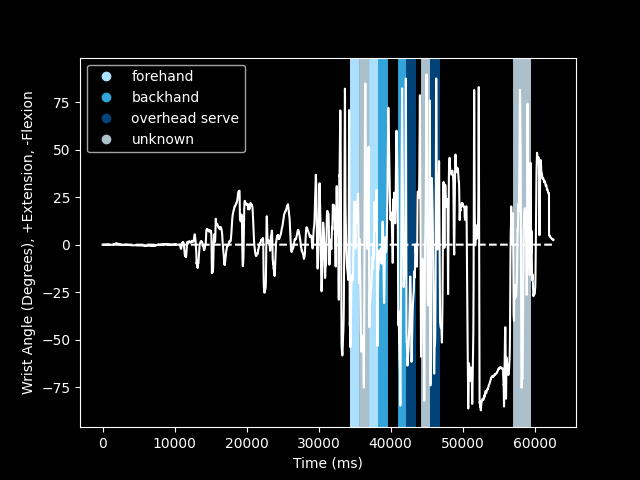 forehand
backhand
overhead serve
unknown
75
50
25
0
−25
−50
−75
Wrist Angle (Degrees), +Extension, -Flexion
0 10000 20000 30000 40000 50000 60000
Time (ms)